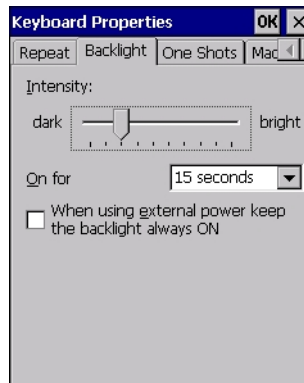 Keyboard Properties OK ×
Repeat Backlight One Shots Mac
Intensity:
dark bright
On for 15 seconds
When using external power keep
the backlight always ON